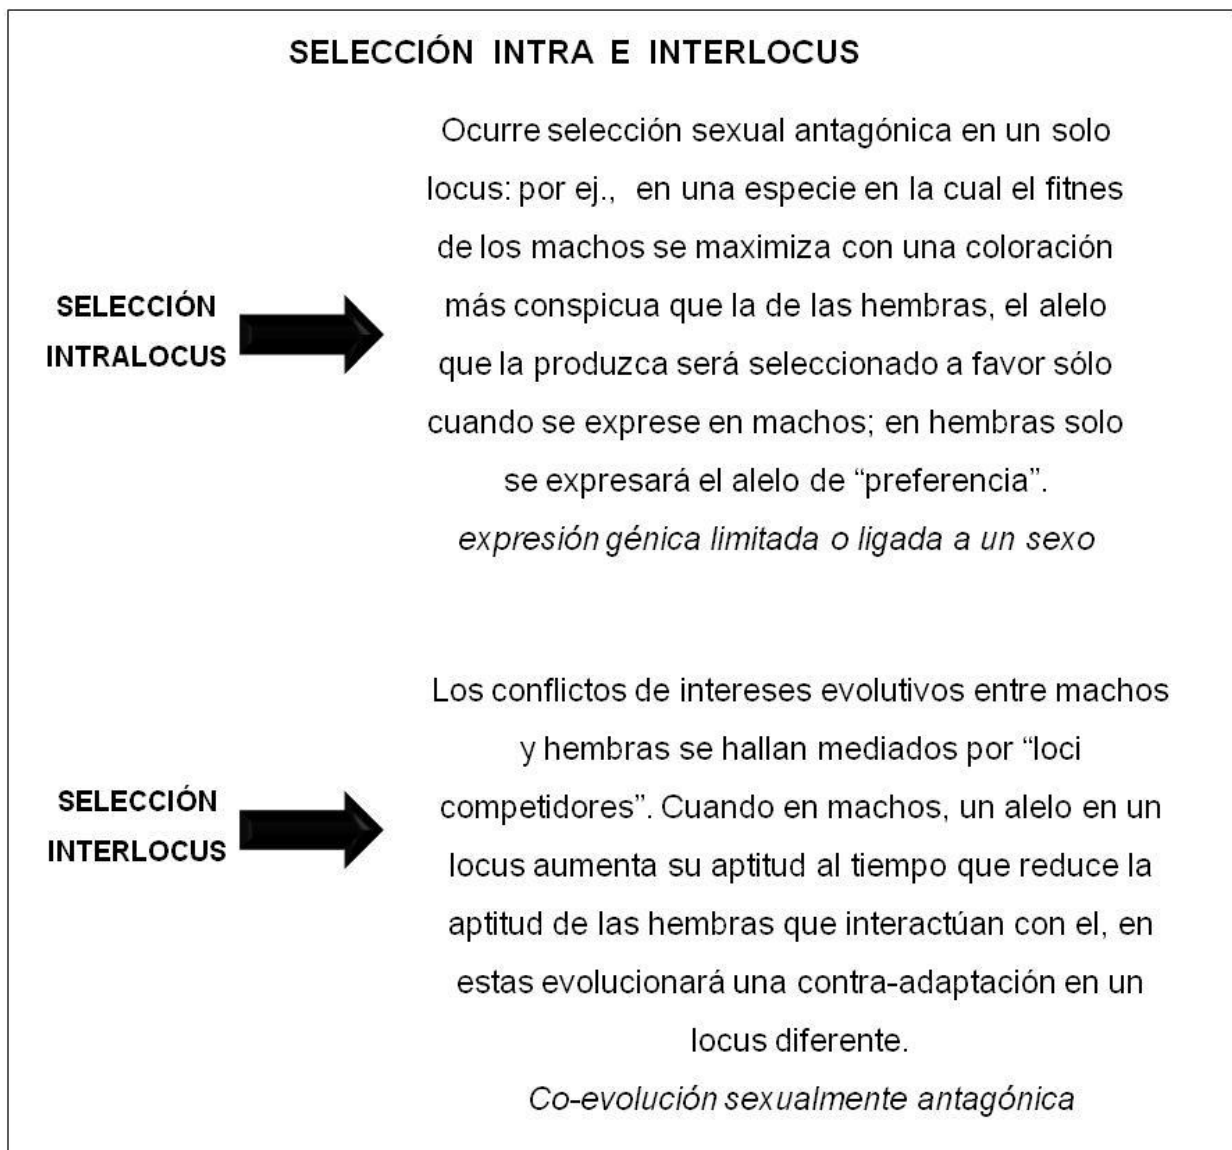 SELECCIÓN INTRA E INTERLOCUS
SELECCIÓN
INTRALOCUS
Ocurre selección sexual antagónica en un solo
locus: por ej., en una especie en la cual el fitnes
de los machos se maximiza con una coloración
más conspicua que la de las hembras, el alelo
que la produzca será seleccionado a favor sólo
cuando se exprese en machos; en hembras solo
se expresará el alelo de “preferencia”.
expresión génica limitada o ligada a un sexo
SELECCIÓN
INTERLOCUS
Los conflictos de intereses evolutivos entre machos
y hembras se hallan mediados por “loci
competidores”. Cuando en machos, un alelo en un
locus aumenta su aptitud al tiempo que reduce la
aptitud de las hembras que interactúan con el, en
estas evolucionará una contra-adaptación en un
locus diferente.
Co-evolución sexualmente antagónica